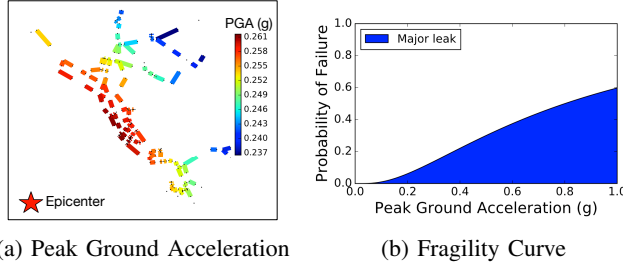 PGA (g)
0.261
0.258
0.255
0.252
0.249
0.246
0.243
0.240
0.237
Epicenter
(a) Peak Ground Acceleration
1.0
0.8
0.6
0.4
0.2
0.0
Probability of Failure
Major leak
0.0 0.2 0.4 0.6 0.8 1.0
Peak Ground Acceleration (g)
(b) Fragility Curve